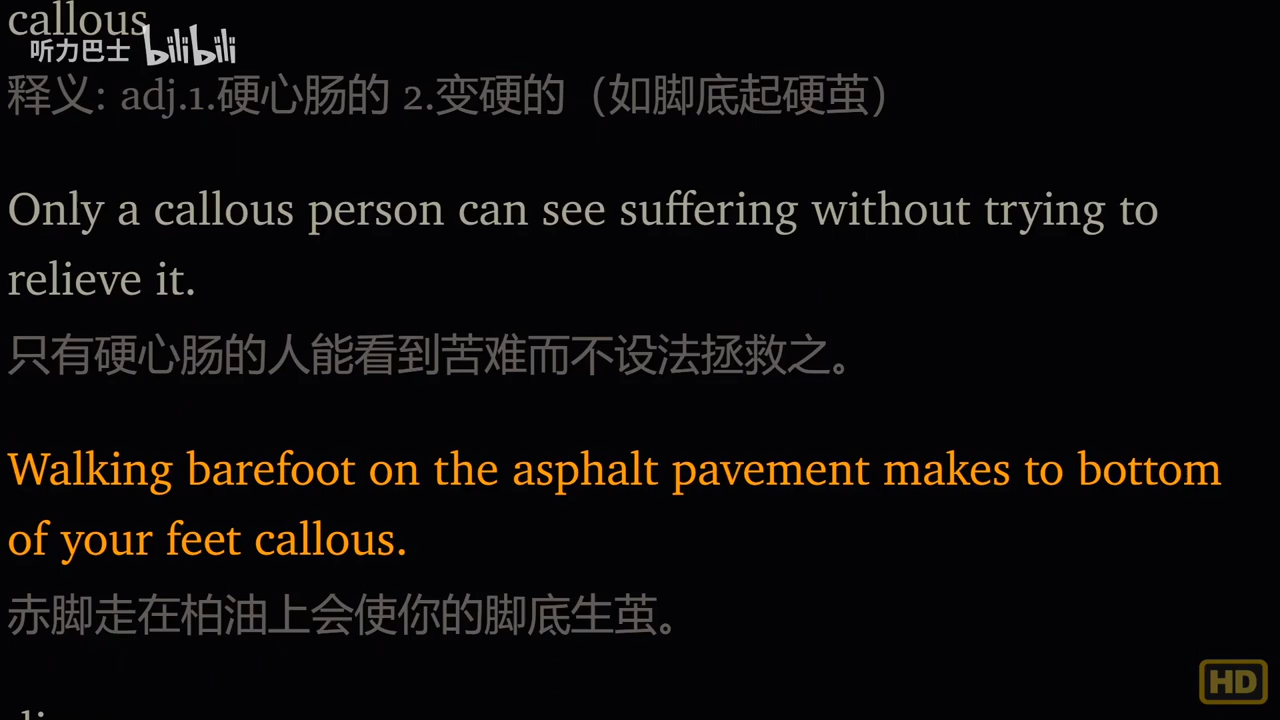 callous
听力巴士 bilibili
释义: adj.1.硬心肠的 2.变硬的（如脚底起硬茧）
Only a callous person can see suffering without trying to
relieve it.
只有硬心肠的人能看到苦难而不设法拯救之。
Walking barefoot on the asphalt pavement makes to bottom
of your feet callous.
赤脚走在柏油上会使你的脚底生茧。
HD